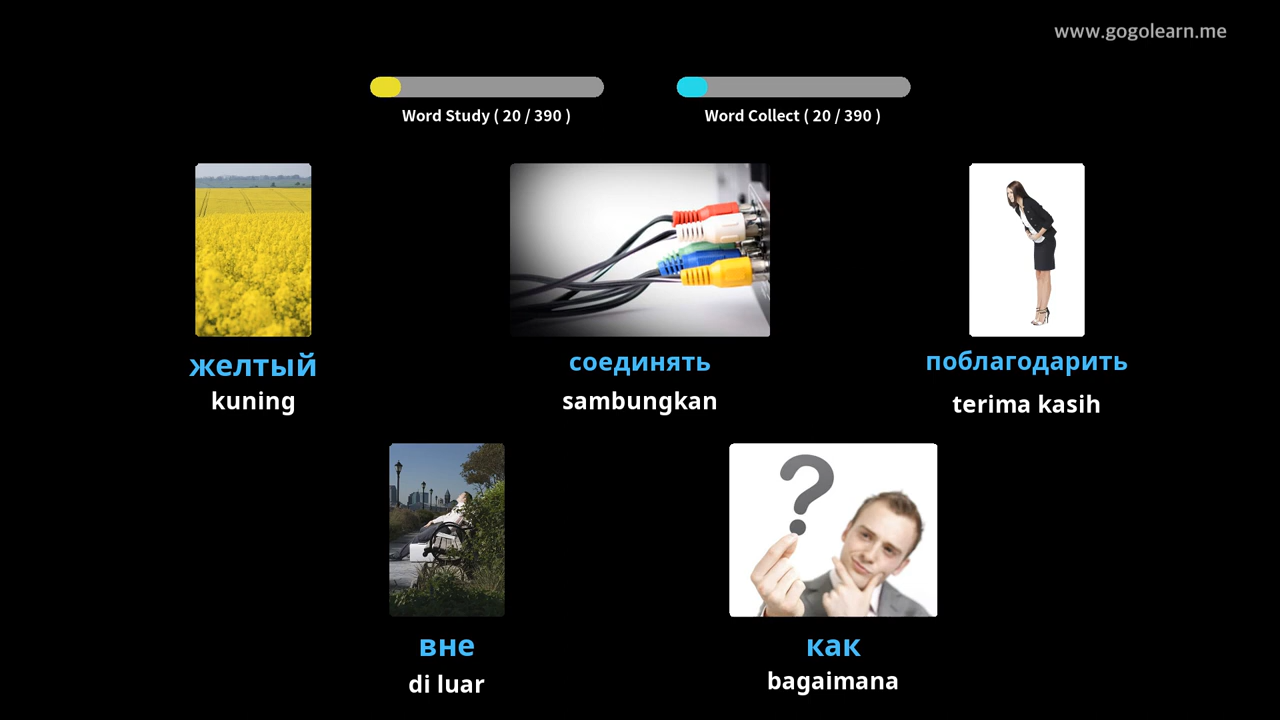 www.gogolearn.me
Word Study ( 20 / 390 )
Word Collect ( 20 / 390 )
желтый
kuning
соединять
sambungkan
поблагодарить
terima kasih
вне
di luar
как
bagaimana